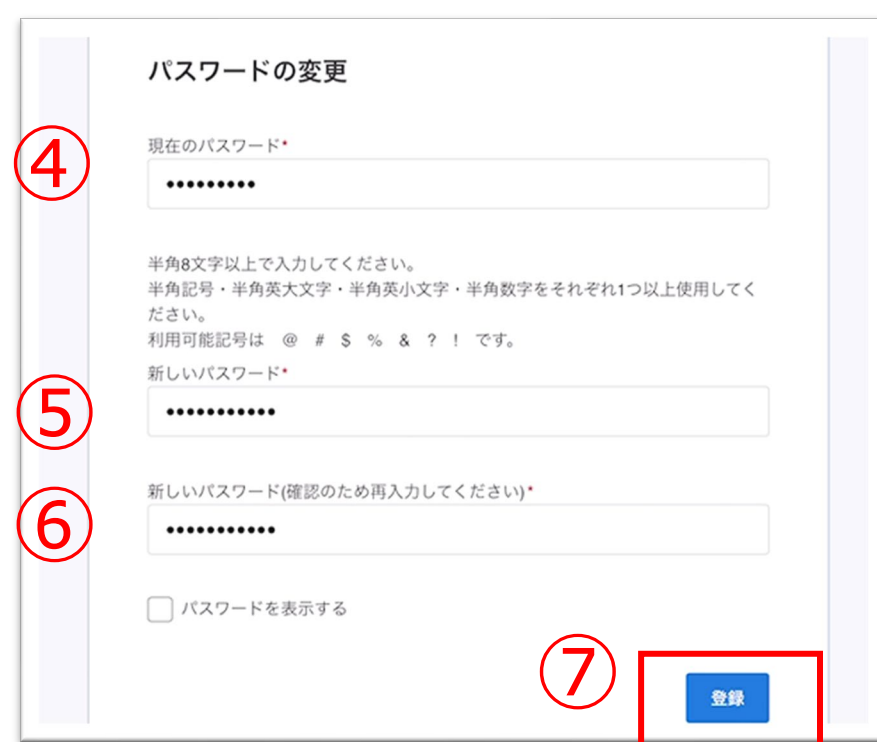 パスワードの変更
④
現在のパスワード*
•••••••••
半角8文字以上で入力してください。
半角記号・半角英大文字・半角英小文字・半角数字をそれぞれ1つ以上使用してく
ださい。
利用可能記号は @ # $ % & ? ! です。
新しいパスワード*
⑤
•••••••••••
新しいパスワード(確認のため再入力してください)*
⑥
•••••••••••
パスワードを表示する
⑦
登録